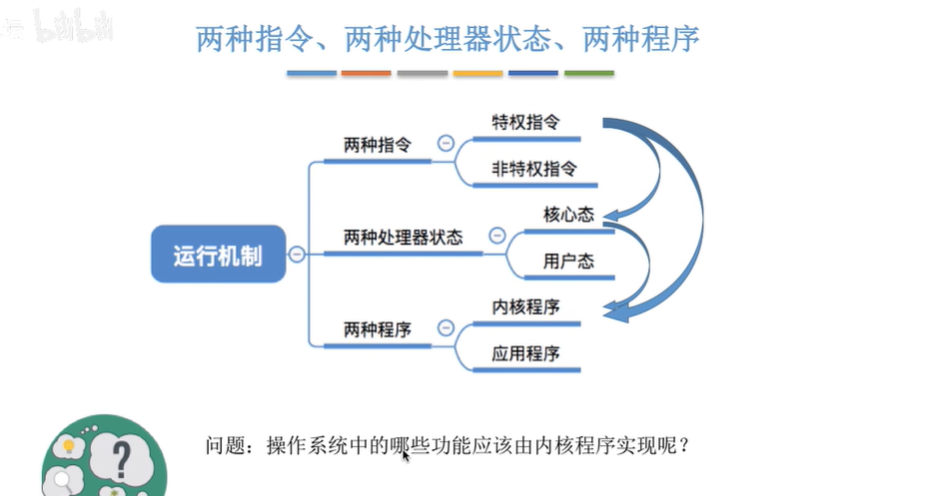 bilibili
两种指令、两种处理器状态、两种程序
特权指令
两种指令
非特权指令
核心态
两种处理器状态
运行机制
用户态
内核程序
两种程序
应用程序
问题：操作系统中的哪些功能应该由内核程序实现呢？
?